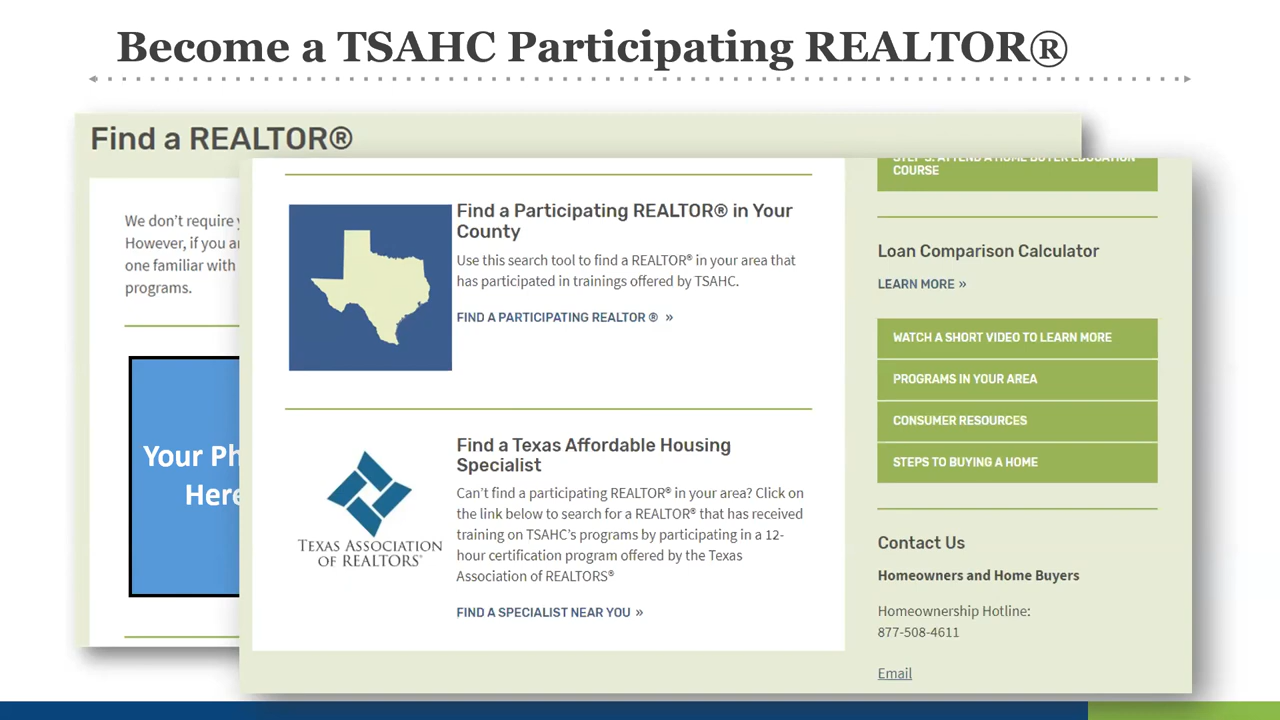 Become a TSAHC Participating REALTOR®
Find a REALTOR®
We don't require
However, if you
one familiar with
programs.
Your
Here
Find a Participating REALTOR® in Your
County
Use this search tool to find a REALTOR® in your area that
has participated in trainings offered by TSAHC.
FIND A PARTICIPATING REALTOR ® »
TEXAS ASSOCIATION
OF REALTORS®
Find a Texas Affordable Housing
Specialist
Can't find a participating REALTOR® in your area? Click on
the link below to search for a REALTOR® that has received
training on TSAHC's programs by participating in a 12-
hour certification program offered by the Texas
Association of REALTORS®
FIND A SPECIALIST NEAR YOU »
STEP 5: ATTEND A HOME BUYER EDUCATION
COURSE
Loan Comparison Calculator
LEARN MORE »
WATCH A SHORT VIDEO TO LEARN MORE
PROGRAMS IN YOUR AREA
CONSUMER RESOURCES
STEPS TO BUYING A HOME
Contact Us
Homeowners and Home Buyers
Homeownership Hotline:
877-508-4611
Email